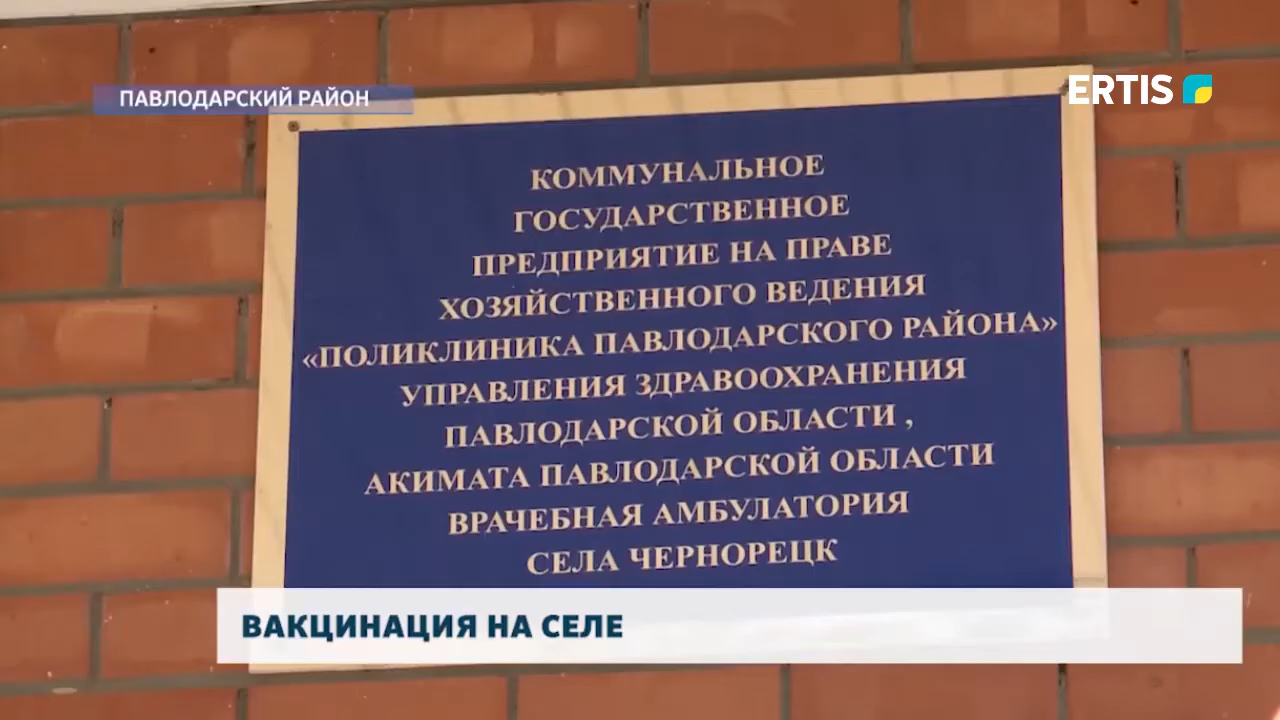 ПАВЛОДАРСКИЙ РАЙОН
ERTIS
КОММУНАЛЬНОЕ
ГОСУДАРСТВЕННОЕ
ПРЕДПРИЯТИЕ НА ПРАВЕ
ХОЗЯЙСТВЕННОГО ВЕДЕНИЯ
«ПОЛИКЛИНИКА ПАВЛОДАРСКОГО РАЙОНА»
УПРАВЛЕНИЯ ЗДРАВООХРАНЕНИЯ
ПАВЛОДАРСКОЙ ОБЛАСТИ ,
АКИМАТА ПАВЛОДАРСКОЙ ОБЛАСТИ
ВРАЧЕБНАЯ АМБУЛАТОРИЯ
СЕЛА ЧЕРНОРЕЦК
ВАКЦИНАЦИЯ НА СЕЛЕ